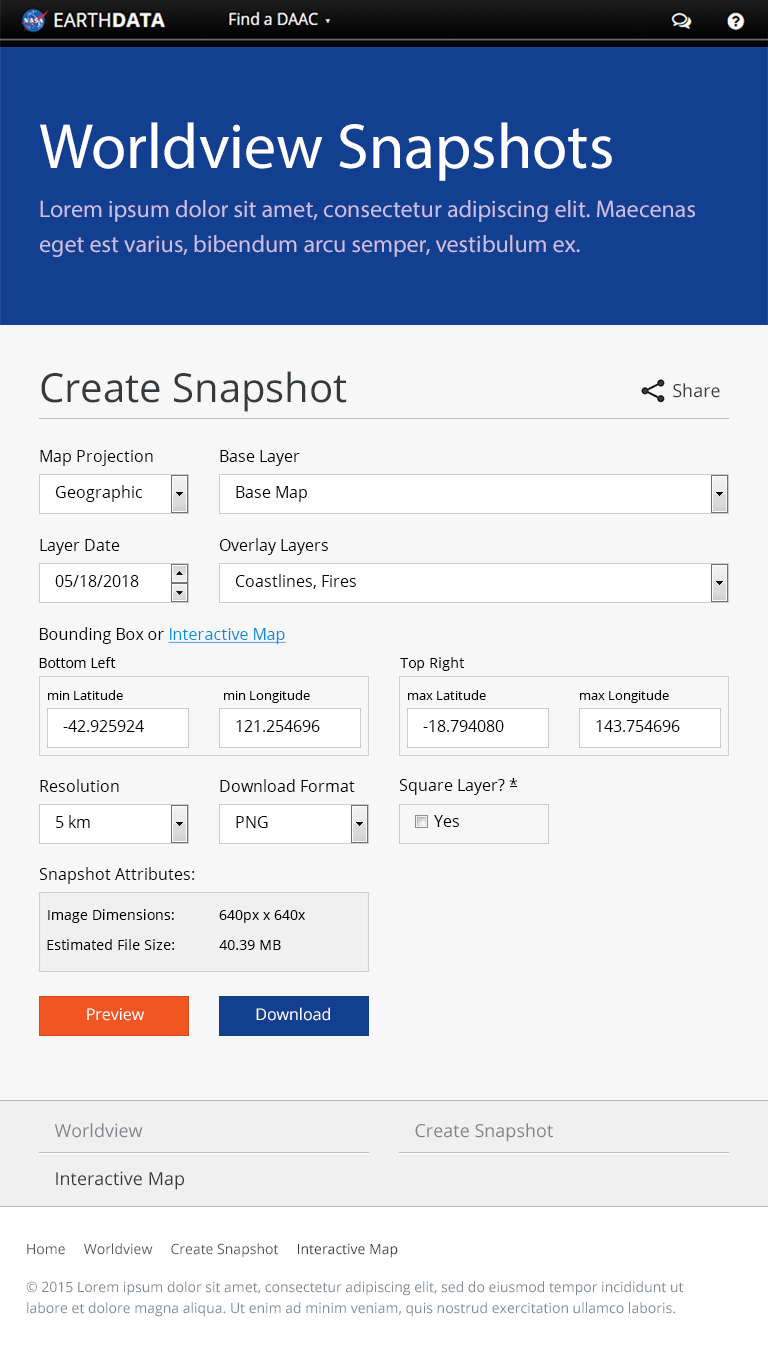 NASA EARTHDATA Find a DAAC
Worldview Snapshots
Lorem ipsum dolor sit amet, consectetur adipiscing elit. Maecenas
eget est varius, bibendum arcu semper, vestibulum ex.
Create Snapshot Share
Map Projection Base Layer
Geographic Base Map
Layer Date Overlay Layers
05/18/2018 Coastlines, Fires
Bounding Box or Interactive Map
Bottom Left Top Right
min Latitude min Longitude max Latitude max Longitude
-42.925924 121.254696 -18.794080 143.754696
Resolution Download Format Square Layer? *
5 km PNG Yes
Snapshot Attributes:
Image Dimensions: 640px x 640x
Estimated File Size: 40.39 MB
Preview Download
Worldview Create Snapshot
Interactive Map
Home Worldview Create Snapshot Interactive Map
© 2015 Lorem ipsum dolor sit amet, consectetur adipiscing elit, sed do eiusmod tempor incididunt ut
labore et dolore magna aliqua. Ut enim ad minim veniam, quis nostrud exercitation ullamco laboris.